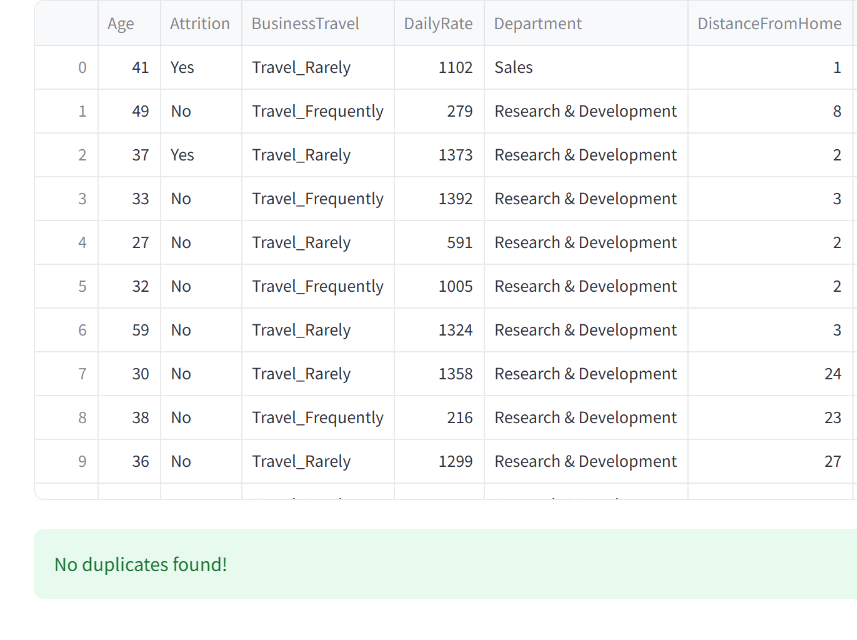 Age Attrition BusinessTravel DailyRate Department DistanceFromHome
0 41 Yes Travel_Rarely 1102 Sales 1
1 49 No Travel_Frequently 279 Research & Development 8
2 37 Yes Travel_Rarely 1373 Research & Development 2
3 33 No Travel_Frequently 1392 Research & Development 3
4 27 No Travel_Rarely 591 Research & Development 2
5 32 No Travel_Frequently 1005 Research & Development 2
6 59 No Travel_Rarely 1324 Research & Development 3
7 30 No Travel_Rarely 1358 Research & Development 24
8 38 No Travel_Frequently 216 Research & Development 23
9 36 No Travel_Rarely 1299 Research & Development 27
No duplicates found!